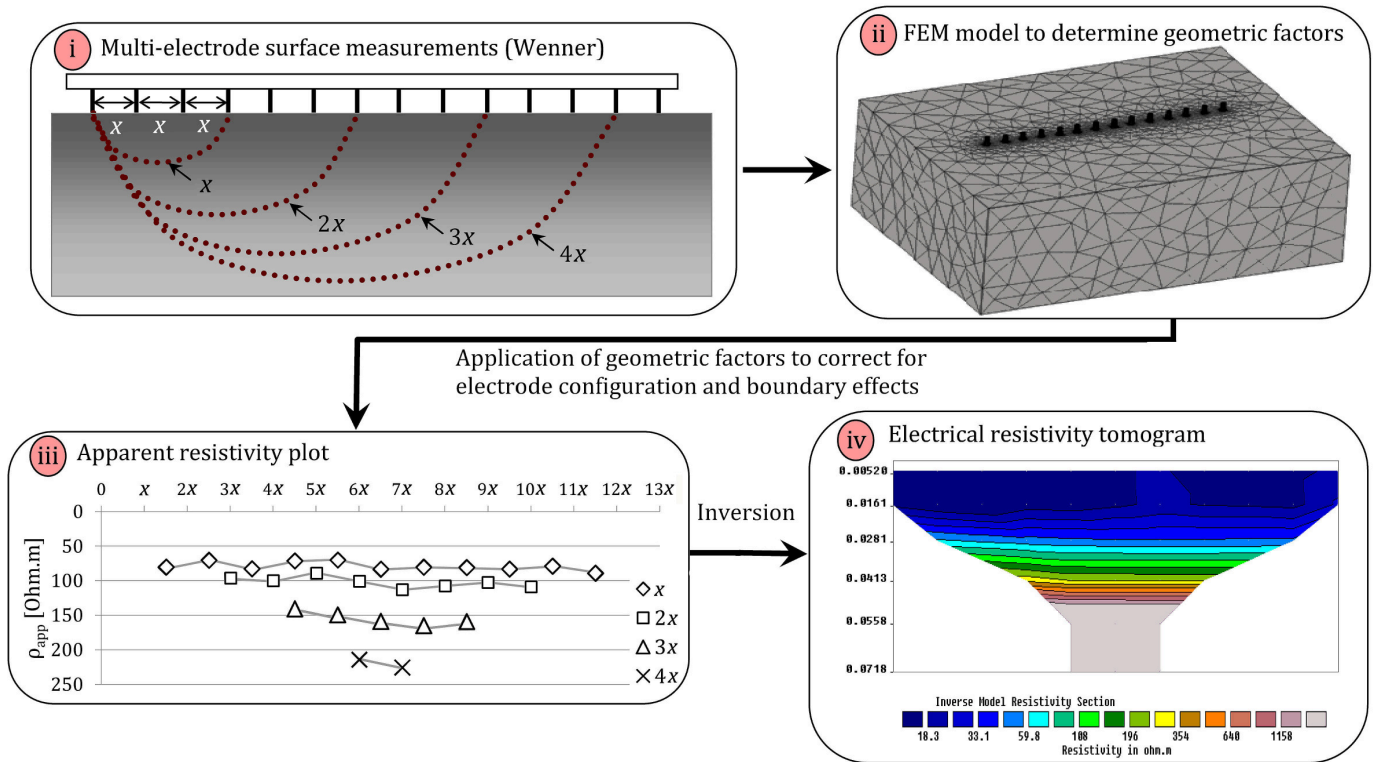 i Multi-electrode surface measurements (Wenner)
x x x
x
2x
3x
4x
ii FEM model to determine geometric factors
Application of geometric factors to correct for
electrode configuration and boundary effects
iii Apparent resistivity plot
0 x 2x 3x 4x 5x 6x 7x 8x 9x 10x 11x 12x 13x
0
50
100
150
200
250
ρapp [Ohm.m]
x
2x
3x
4x
Inversion
iv Electrical resistivity tomogram
0.00520
0.0161
0.0281
0.0413
0.0558
0.0718
Inverse Model Resistivity Section
18.3 33.1 59.8 108 196 354 640 1158
Resistivity in ohm.m